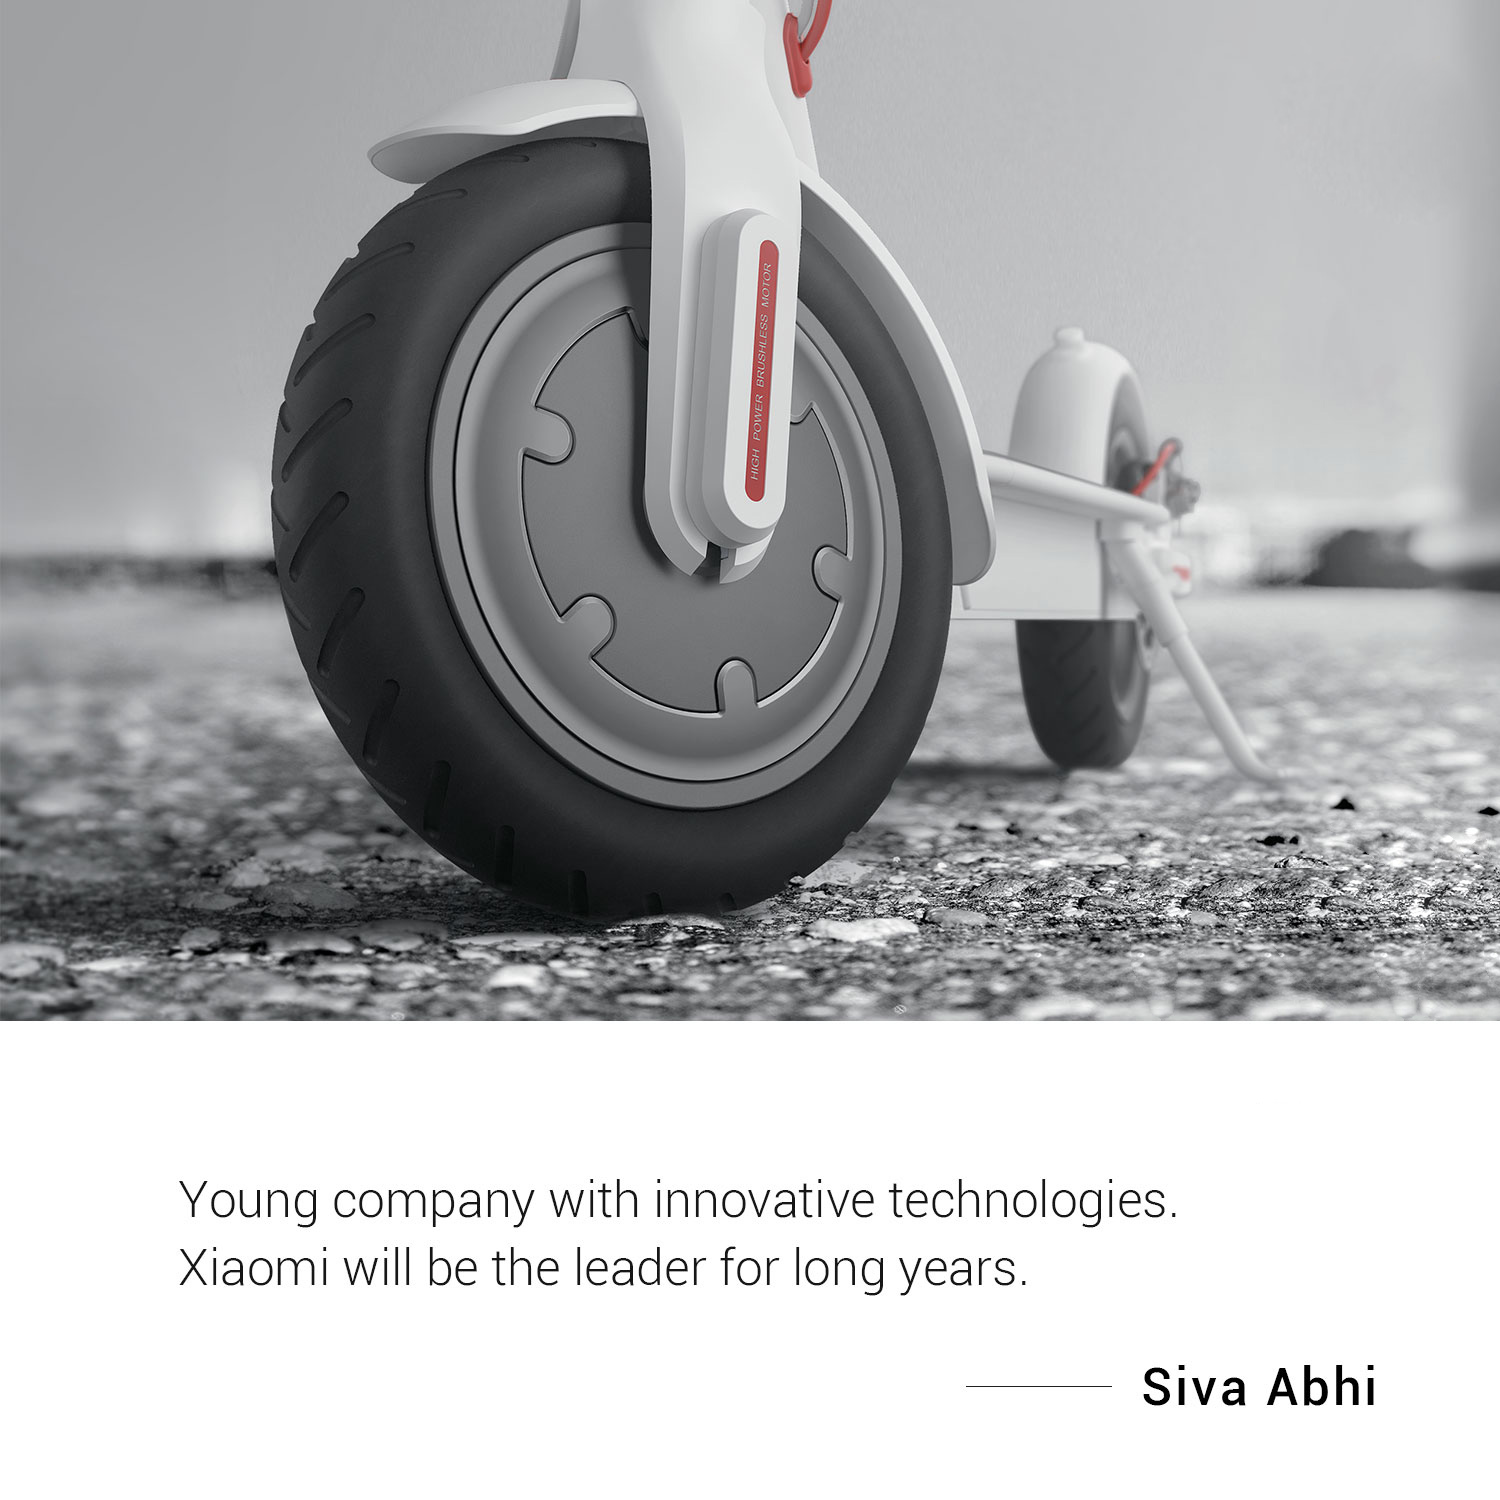 HIGH POWER BRUSHLESS MOTOR
Young company with innovative technologies.
Xiaomi will be the leader for long years.
Siva Abhi